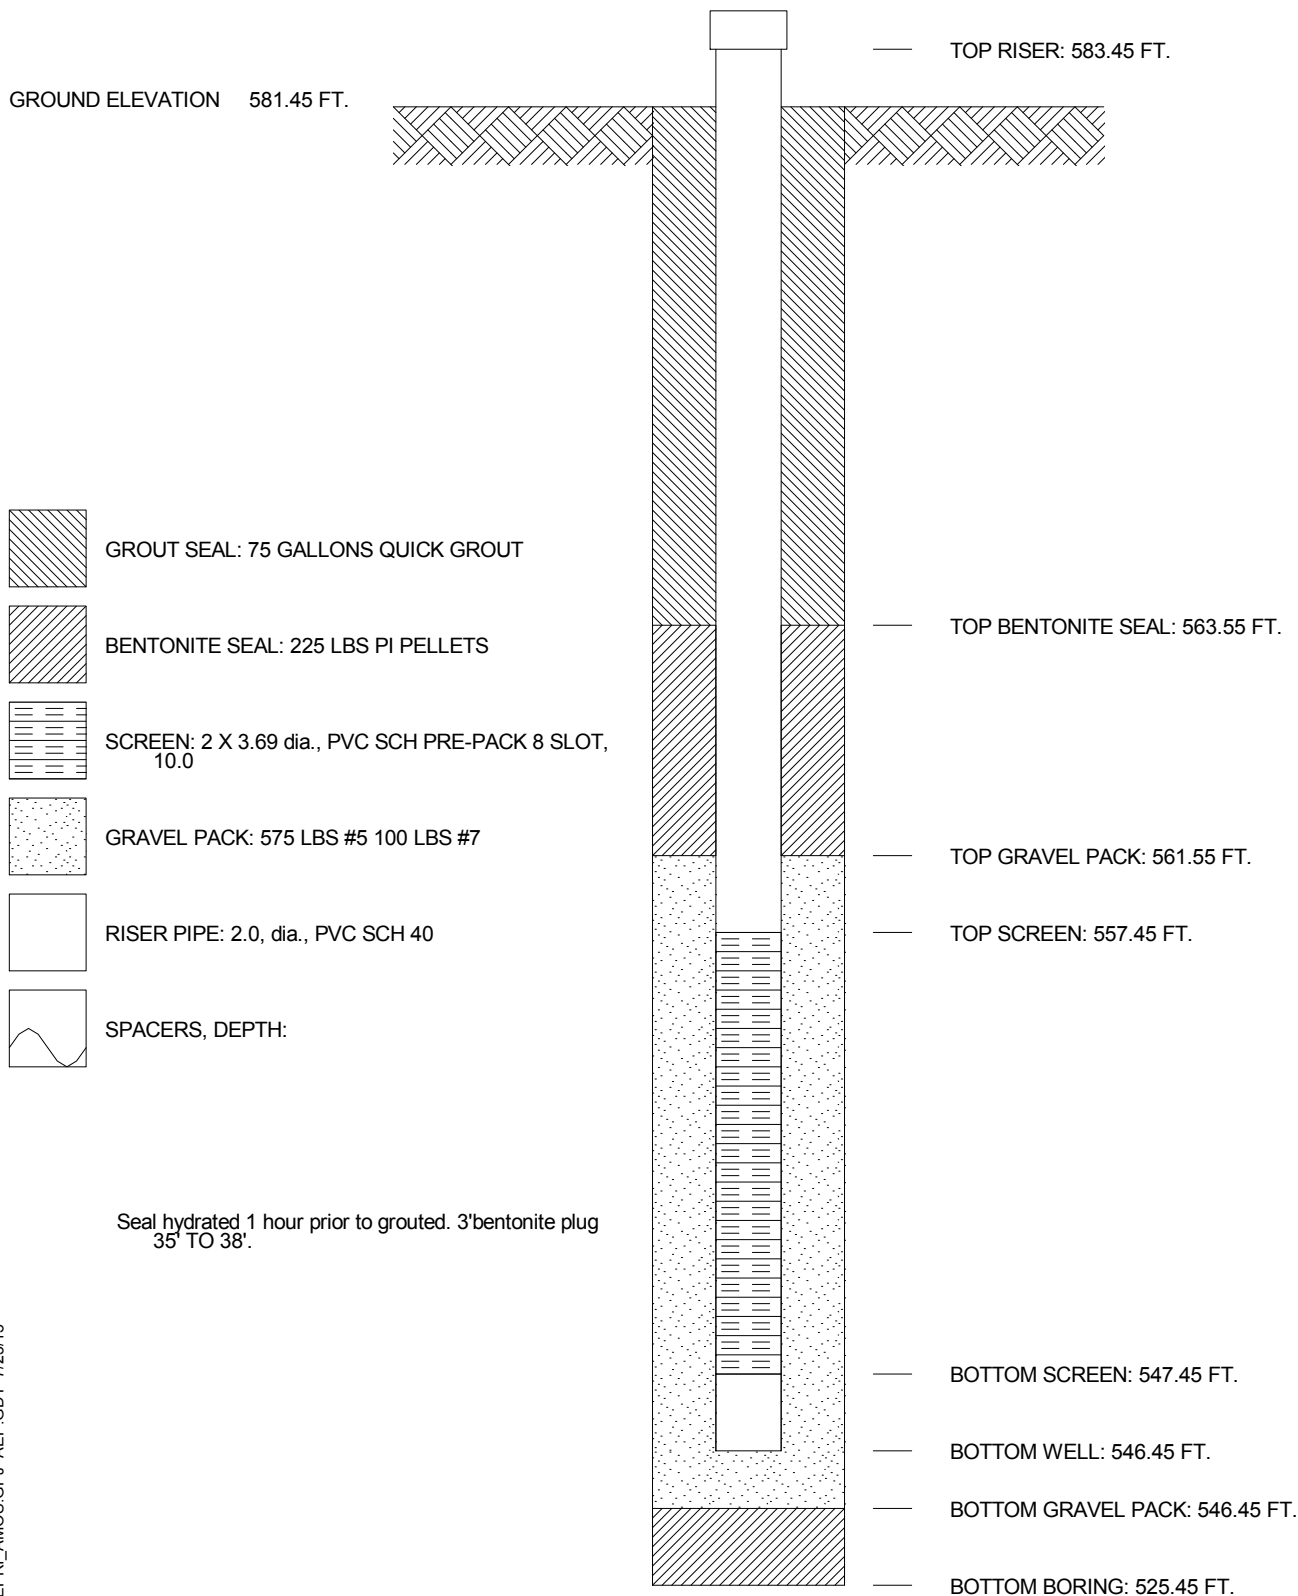 TOP RISER: 583.45 FT.
GROUND ELEVATION 581.45 FT.
GROUT SEAL: 75 GALLONS QUICK GROUT
TOP BENTONITE SEAL: 563.55 FT.
BENTONITE SEAL: 225 LBS PI PELLETS
SCREEN: 2 X 3.69 dia., PVC SCH PRE-PACK 8 SLOT,
10.0
GRAVEL PACK: 575 LBS #5 100 LBS #7
TOP GRAVEL PACK: 561.55 FT.
RISER PIPE: 2.0, dia., PVC SCH 40
TOP SCREEN: 557.45 FT.
SPACERS, DEPTH:
Seal hydrated 1 hour prior to grouted. 3'bentonite plug
35' TO 38'.
BOTTOM SCREEN: 547.45 FT.
BOTTOM WELL: 546.45 FT.
BOTTOM GRAVEL PACK: 546.45 FT.
BOTTOM BORING: 525.45 FT.